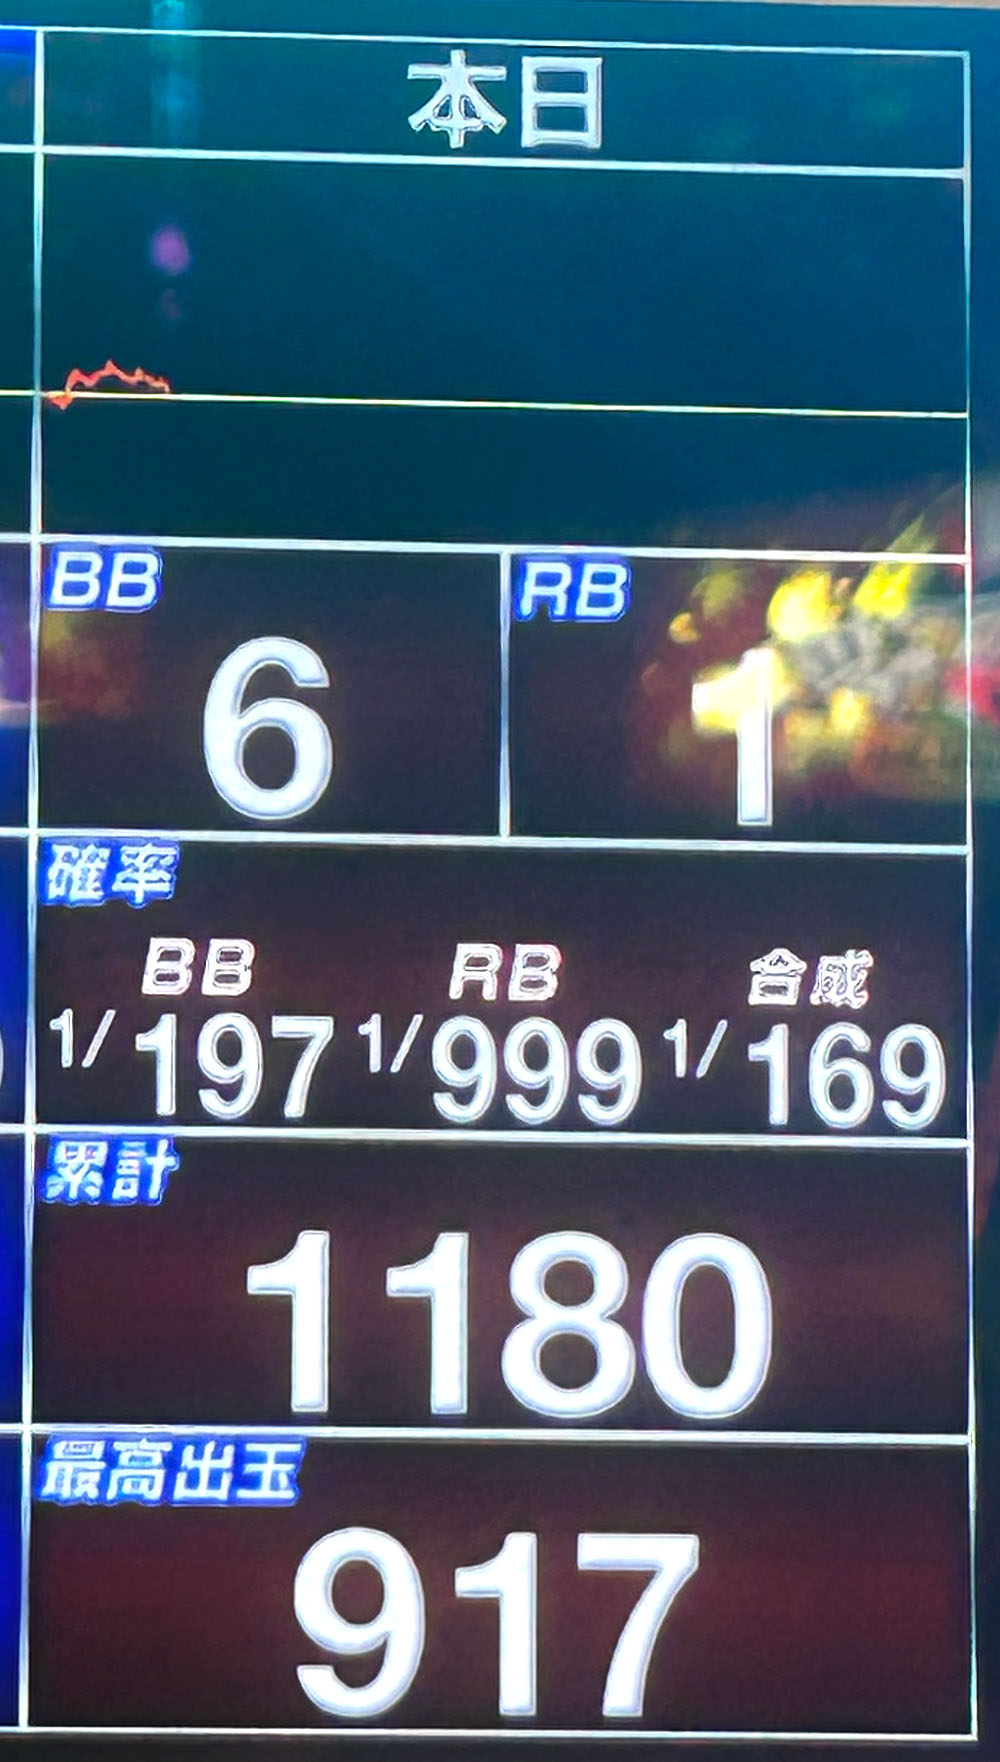 本日
BB RB
6 1
確率
BB RB 合成
1/197 1/999 1/169
累計
1180
最高出玉
917